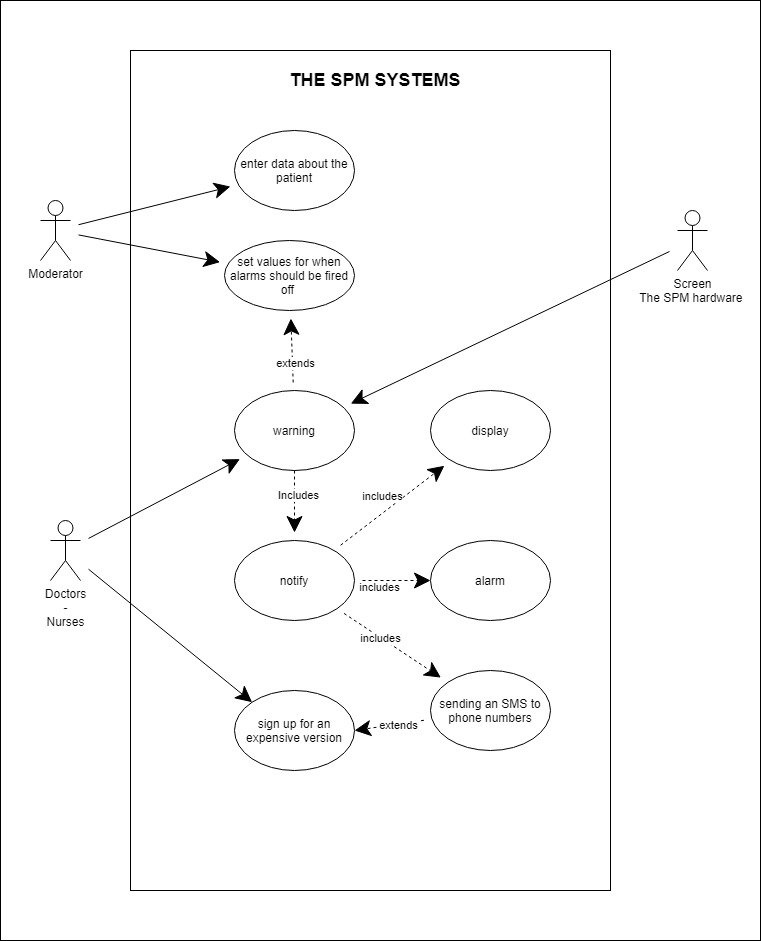 THE SPM SYSTEMS
enter data about the
patient
Moderator
set values for when
alarms should be fired
off
Screen
The SPM hardware
extends
warning
display
Includes
includes
notify
includes
alarm
Doctors
-
Nurses
includes
sending an SMS to
phone numbers
extends
sign up for an
expensive version